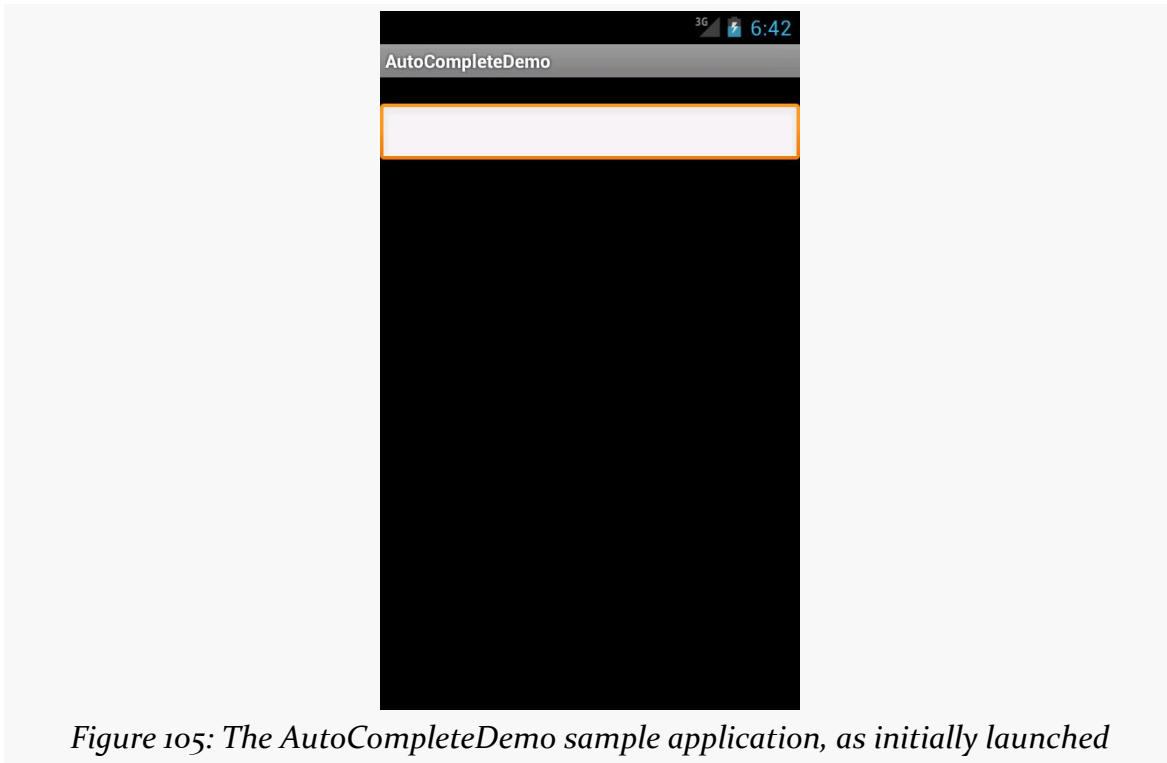 3G 6:42
AutoCompleteDemo
Figure 105: The AutoCompleteDemo sample application, as initially launched